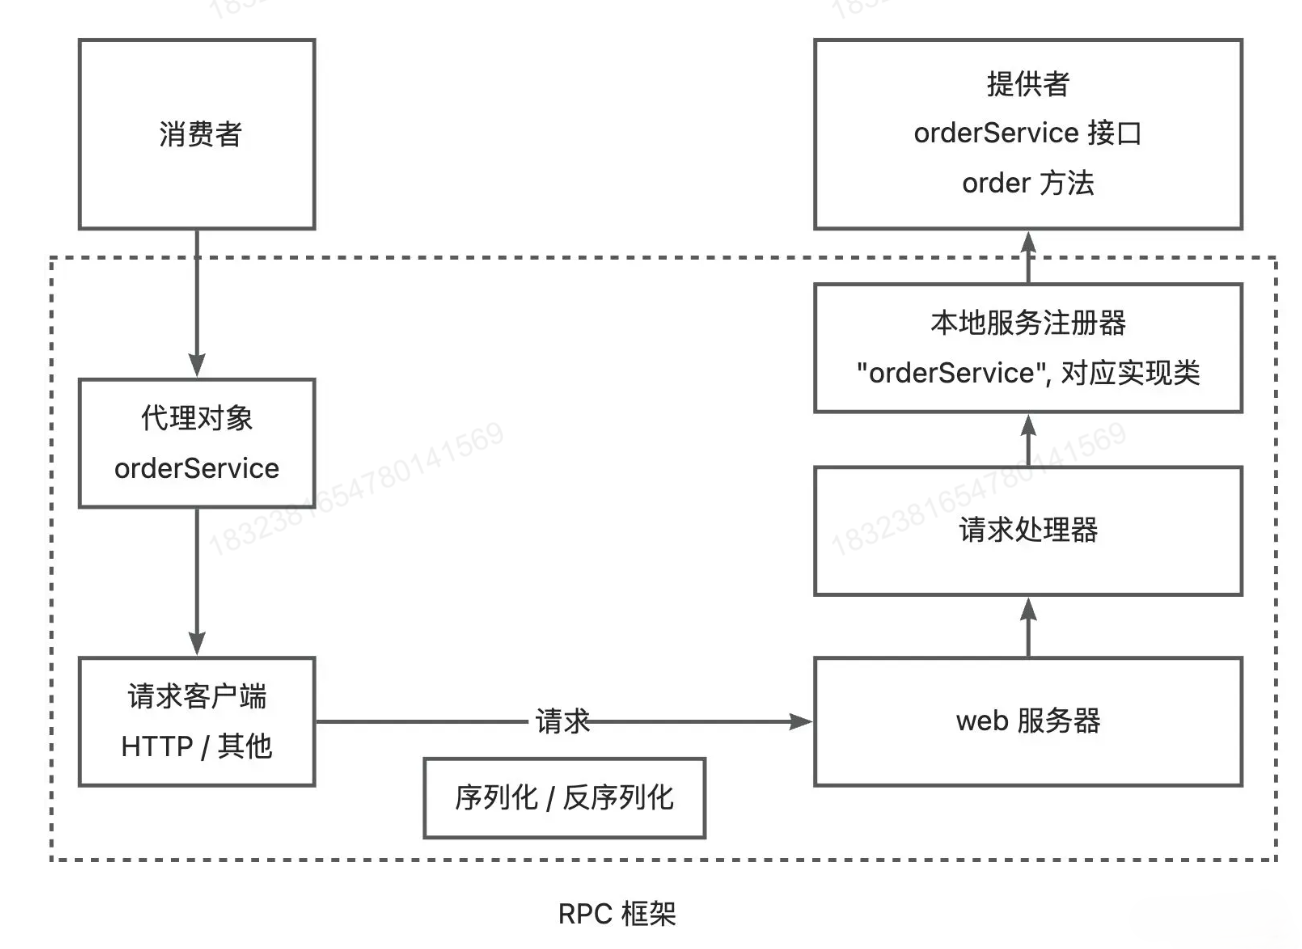 消费者
提供者
orderService 接口
order 方法
本地服务注册器
"orderService", 对应实现类
代理对象
orderService
1832381654780141569
1832381654780141569
请求处理器
请求客户端
HTTP / 其他
请求
web 服务器
序列化 / 反序列化
RPC 框架